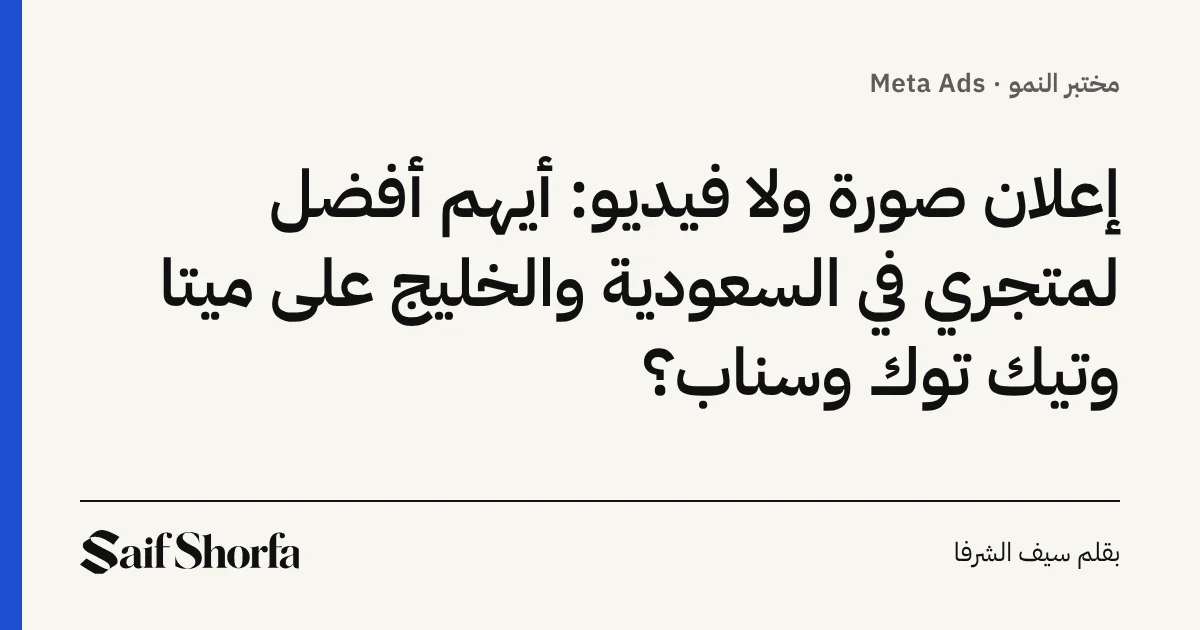 مختبر النمو · Meta Ads
إعلان صورة ولا فيديو: أيهم أفضل
لمتجري في السعودية والخليج على ميتا
وتيك توك وسناب؟
بقلم سيف الشرفا
Saif Shorfa